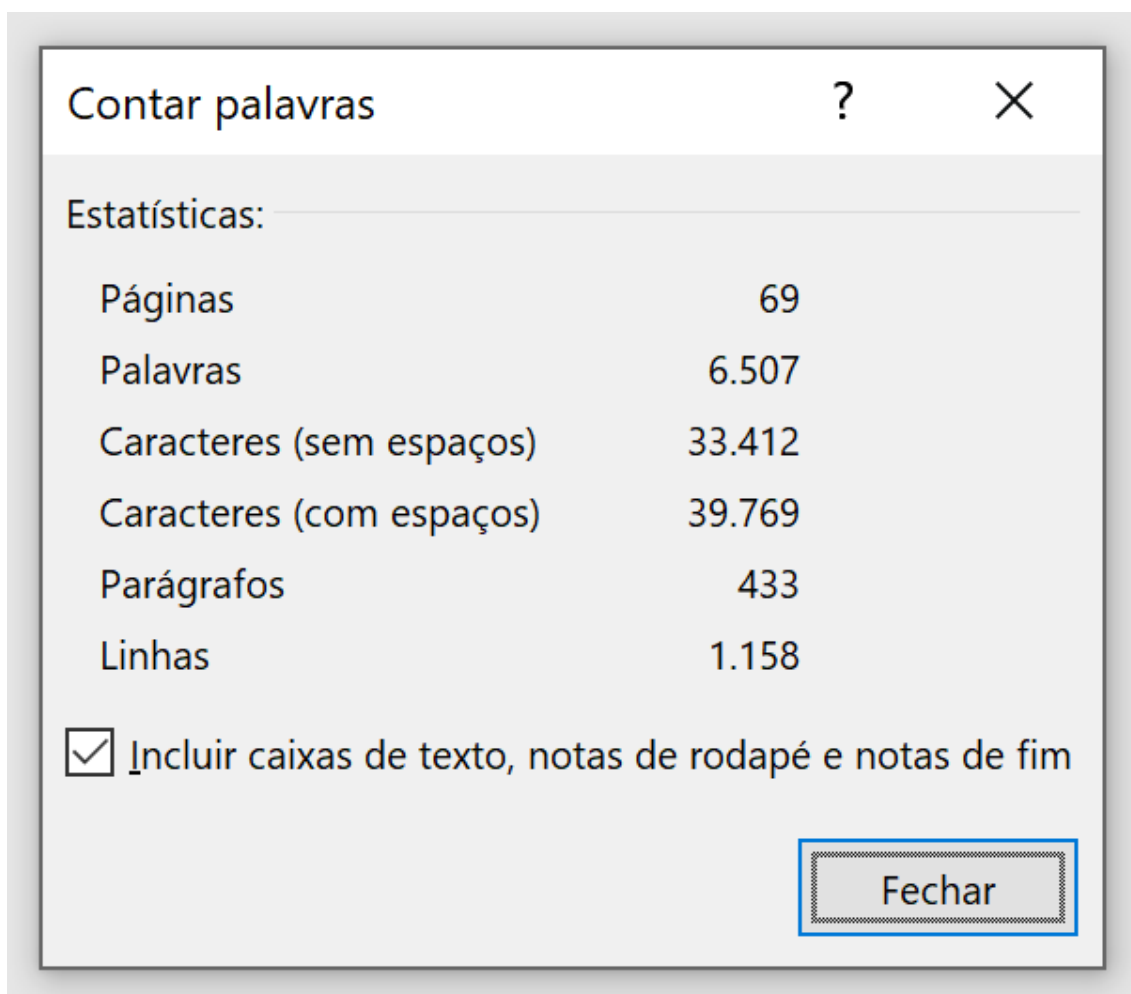 Contar palavras ?
Estatísticas:
Páginas 69
Palavras 6.507
Caracteres (sem espaços) 33.412
Caracteres (com espaços) 39.769
Parágrafos 433
Linhas 1.158
Incluir caixas de texto, notas de rodapé e notas de fim
Fechar